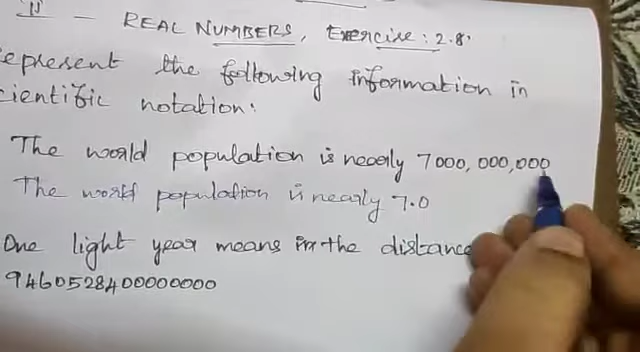 – REAL NUMBERS, Exercise: 2.8.
epresent the following information in
cientific notation:
The world population is nearly 7000,000,000
The world population is nearly 7.0
One light year means in the distance
9460528400000000